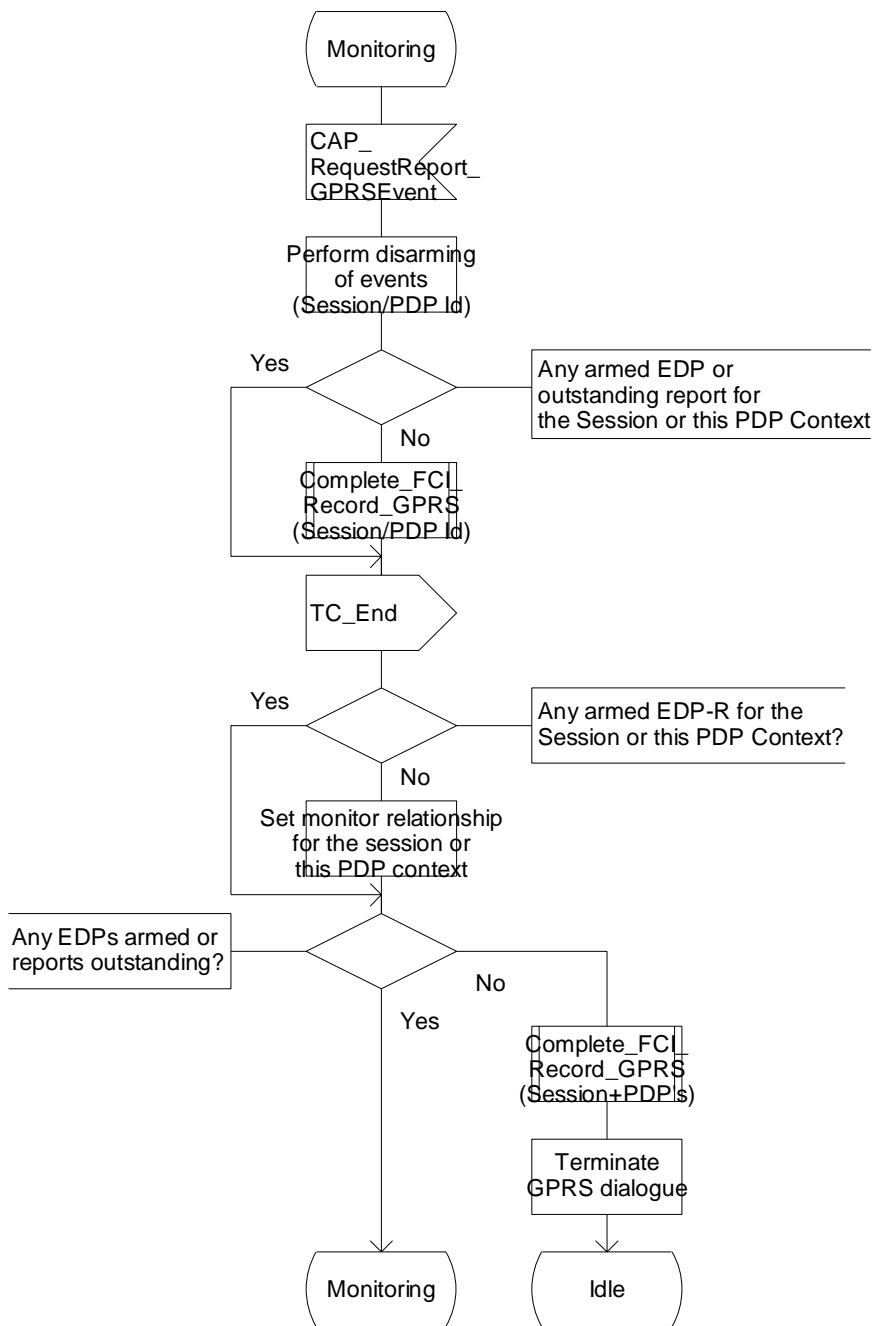 Monitoring
CAP_
RequestReport_
GPRSEvent
Perform disarming
of events
(Session/PDP Id)
Yes
Any armed EDP or
outstanding report for
the Session or this PDP Context
No
Complete_FCI_
Record_GPRS
(Session/PDP Id)
TC_End
Yes
Any armed EDP-R for the
Session or this PDP Context?
No
Set monitor relationship
for the session or
this PDP context
Any EDPs armed or
reports outstanding?
No
Yes
Complete_FCI_
Record_GPRS
(Session+PDP's)
Terminate
GPRS dialogue
Monitoring
Idle